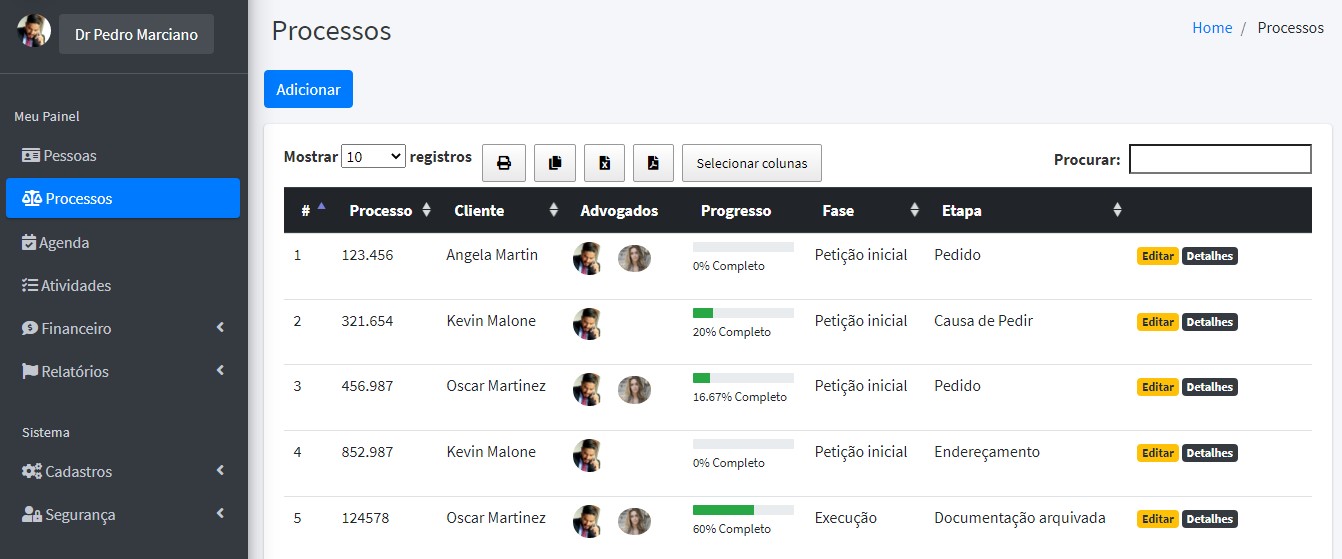 Dr Pedro Marciano
Meu Painel
Pessoas
Processos
Agenda
Atividades
Financeiro
Relatórios
Sistema
Cadastros
Segurança
Processos
Home / Processos
Adicionar
Mostrar 10 registros Selecionar colunas Procurar:
# Processo Cliente Advogados Progresso Fase Etapa
1 123.456 Angela Martin 0% Completo Petição inicial Pedido Editar Detalhes
2 321.654 Kevin Malone 20% Completo Petição inicial Causa de Pedir Editar Detalhes
3 456.987 Oscar Martinez 16.67% Completo Petição inicial Pedido Editar Detalhes
4 852.987 Kevin Malone 0% Completo Petição inicial Endereçamento Editar Detalhes
5 124578 Oscar Martinez 60% Completo Execução Documentação arquivada Editar Detalhes